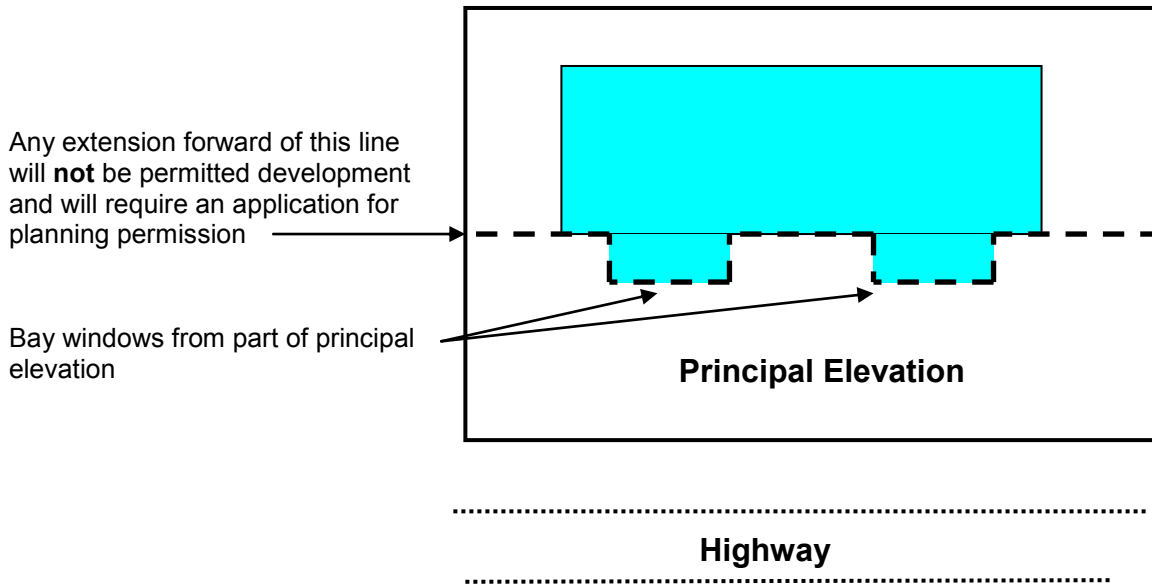 Any extension forward of this line
will not be permitted development
and will require an application for
planning permission
Bay windows from part of principal
elevation
Principal Elevation
Highway